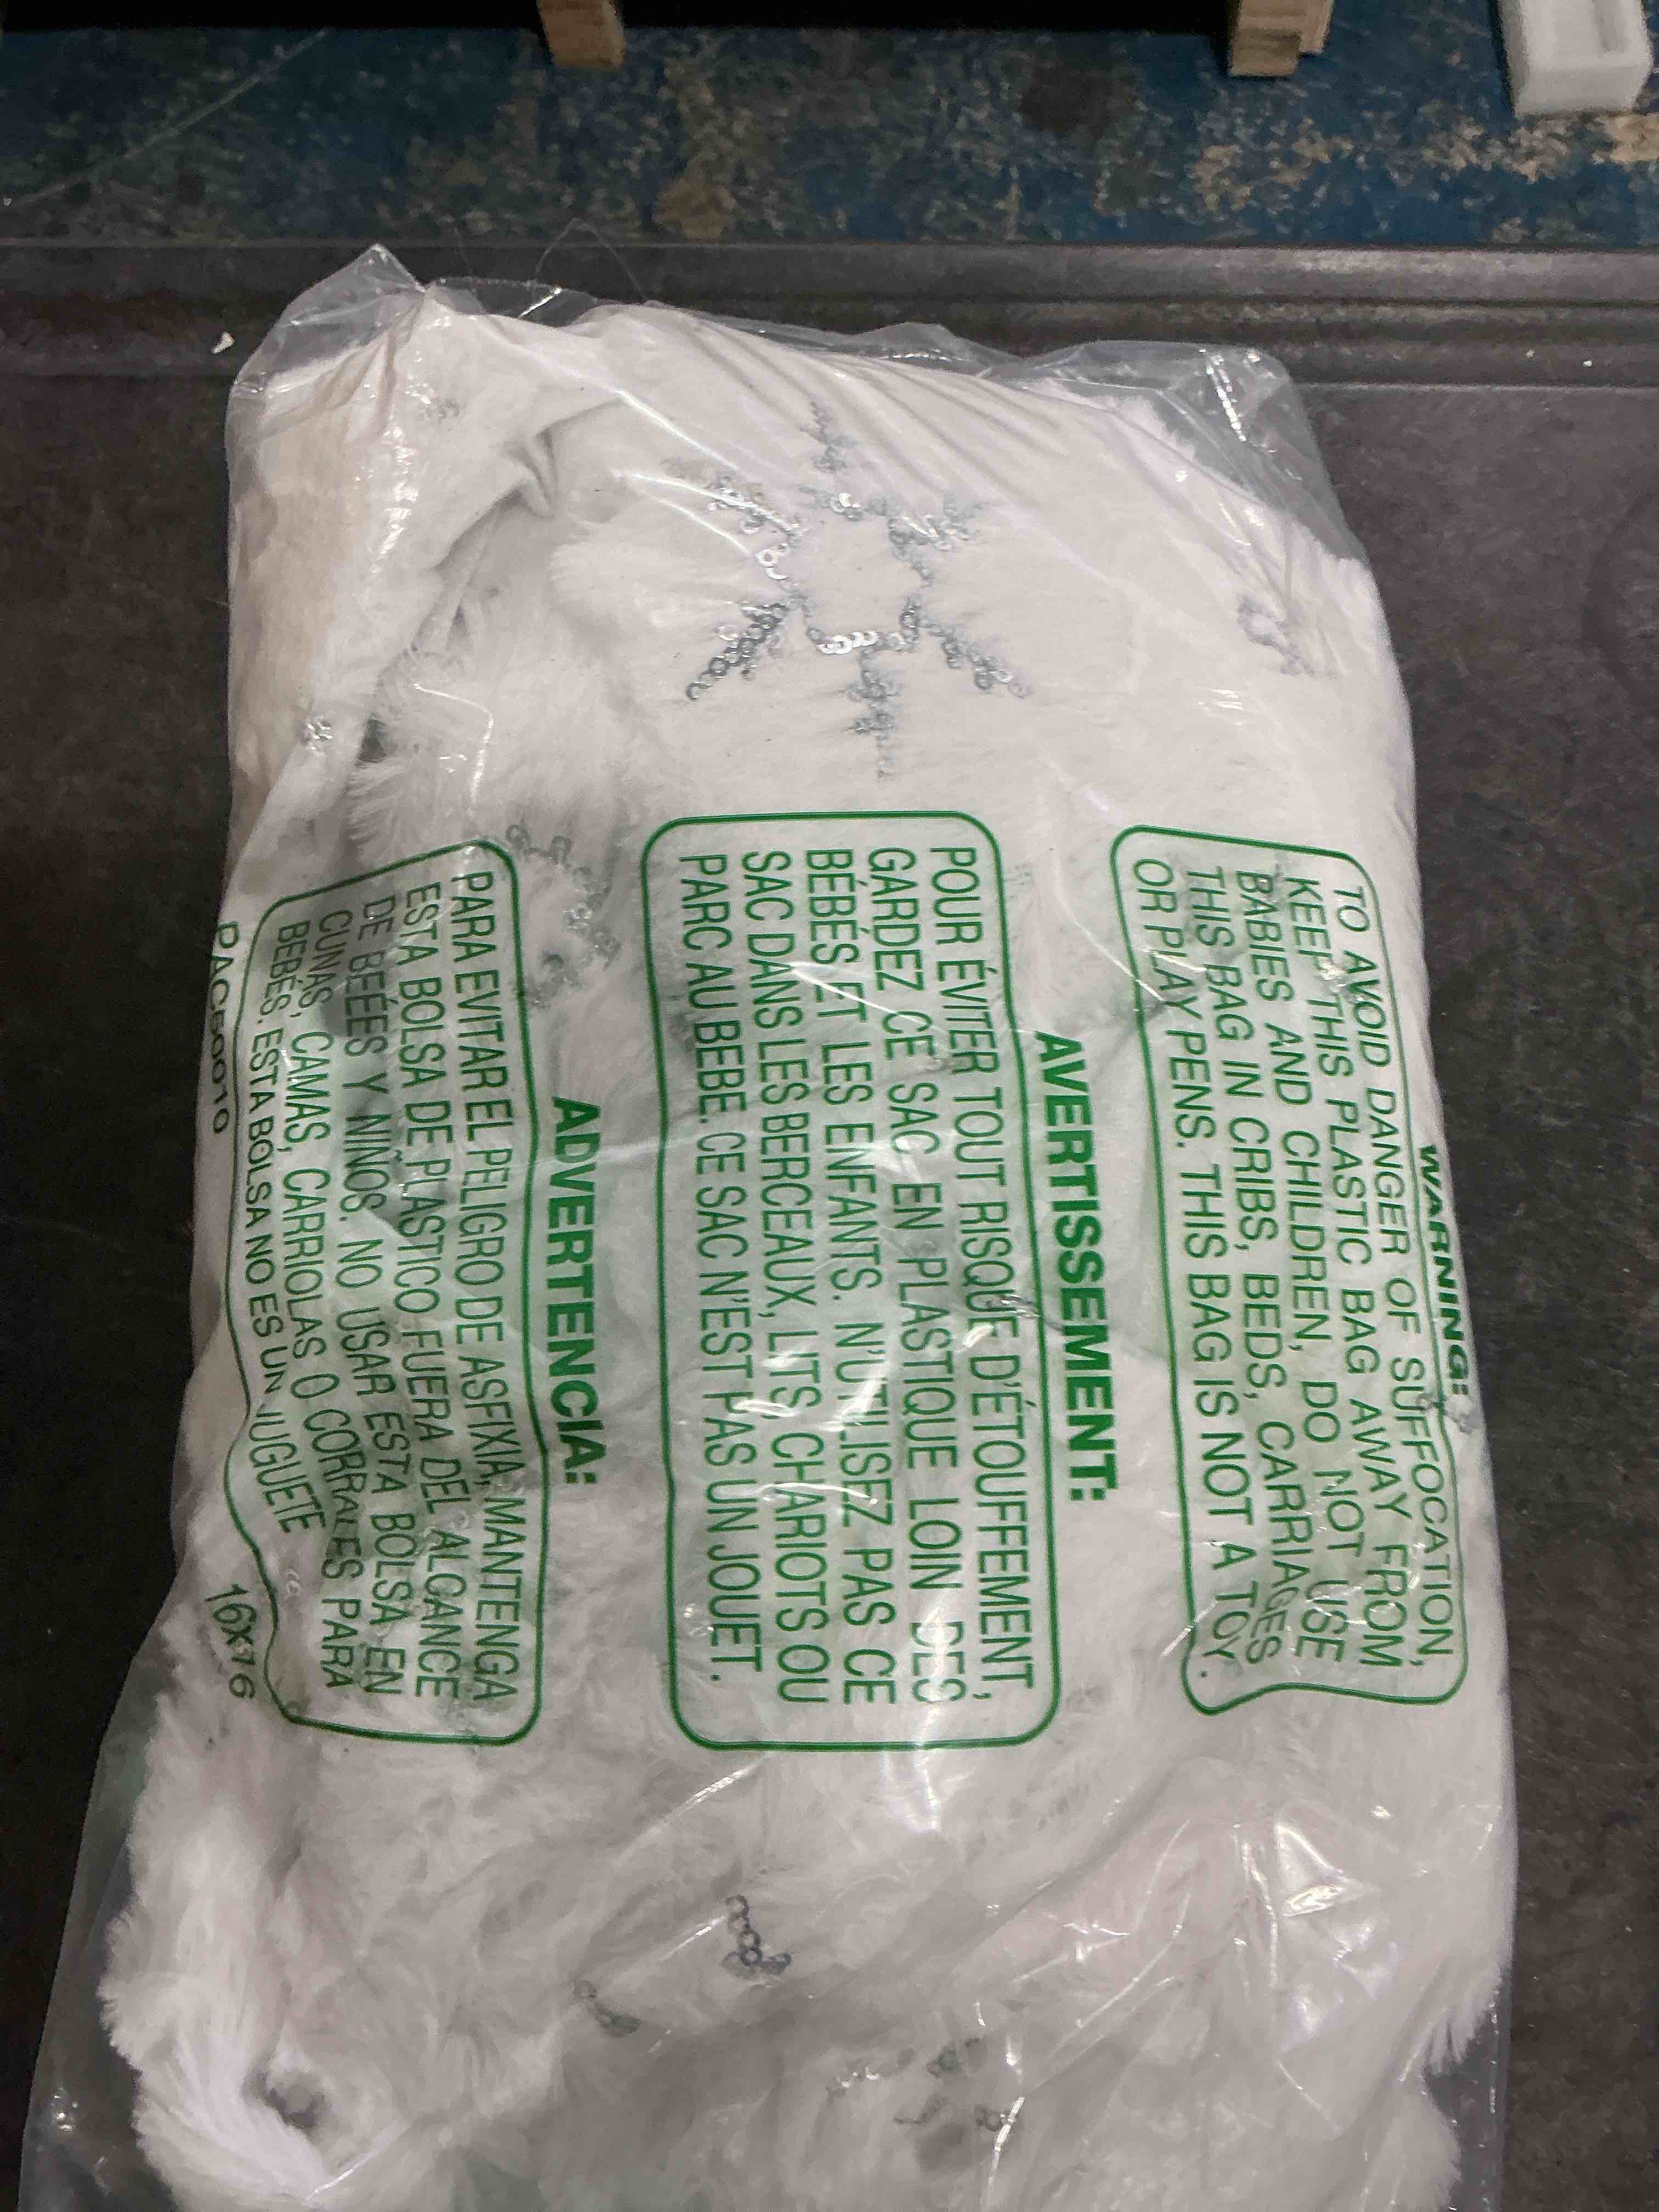 WARNING:
TO AVOID DANGER OF SUFFOCATION,
KEEP THIS PLASTIC BAG AWAY FROM
BABIES AND CHILDREN, DO NOT USE
THIS BAG IN CRIBS, BEDS, CARRIAGES
OR PLAY PENS. THIS BAG IS NOT A TOY.
AVERTISSEMENT:
POUR ÉVITER TOUT RISQUE D'ÉTOUFFEMENT,
GARDEZ CE SAC EN PLASTIQUE LOIN DES
BÉBÉS ET LES ENFANTS. N'UTILISEZ PAS CE
SAC DANS LES BERCEAUX, LITS, CHARIOTS OU
PARC AU BEBE. CE SAC N'EST PAS UN JOUET.
ADVERTENCIA:
PARA EVITAR EL PELIGRO DE ASFIXIA, MANTENGA
ESTA BOLSA DE PLASTICO FUERA DEL ALCANCE
DE BEÉES Y NIÑOS. NO USAR ESTA BOLSA EN
CUNAS, CAMAS, CARRIOLAS O CORRALES PARA
BEBÉS. ESTA BOLSA NO ES UN JUGUETE
16X16